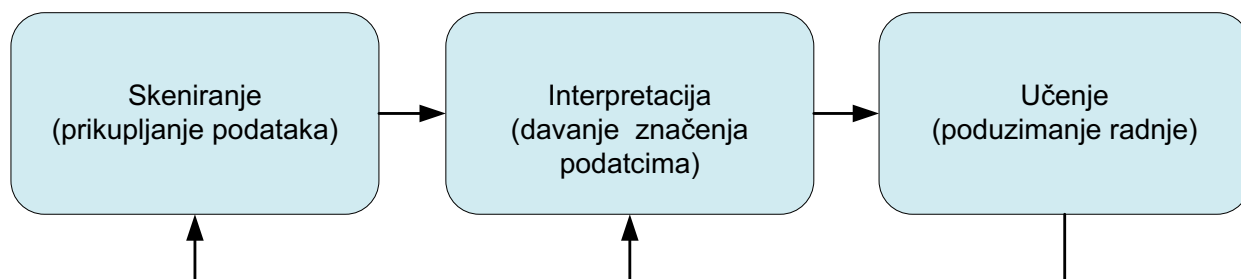 Skeniranje
(prikupljanje podataka)
Interpretacija
(davanje  značenja
podatcima)
Učenje
(poduzimanje radnje)